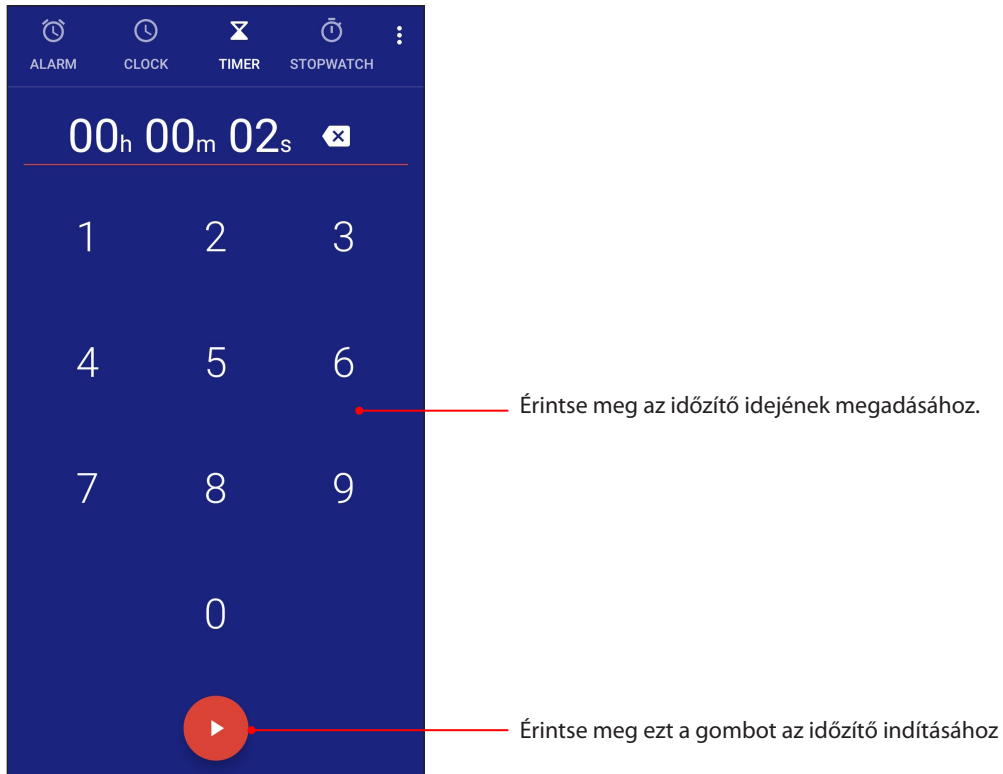 ALARM CLOCK TIMER STOPWATCH
00h 00m 02s
1 2 3
4 5 6
Érintse meg az időzítő idejének megadásához.
7 8 9
0
Érintse meg ezt a gombot az időzítő indításához